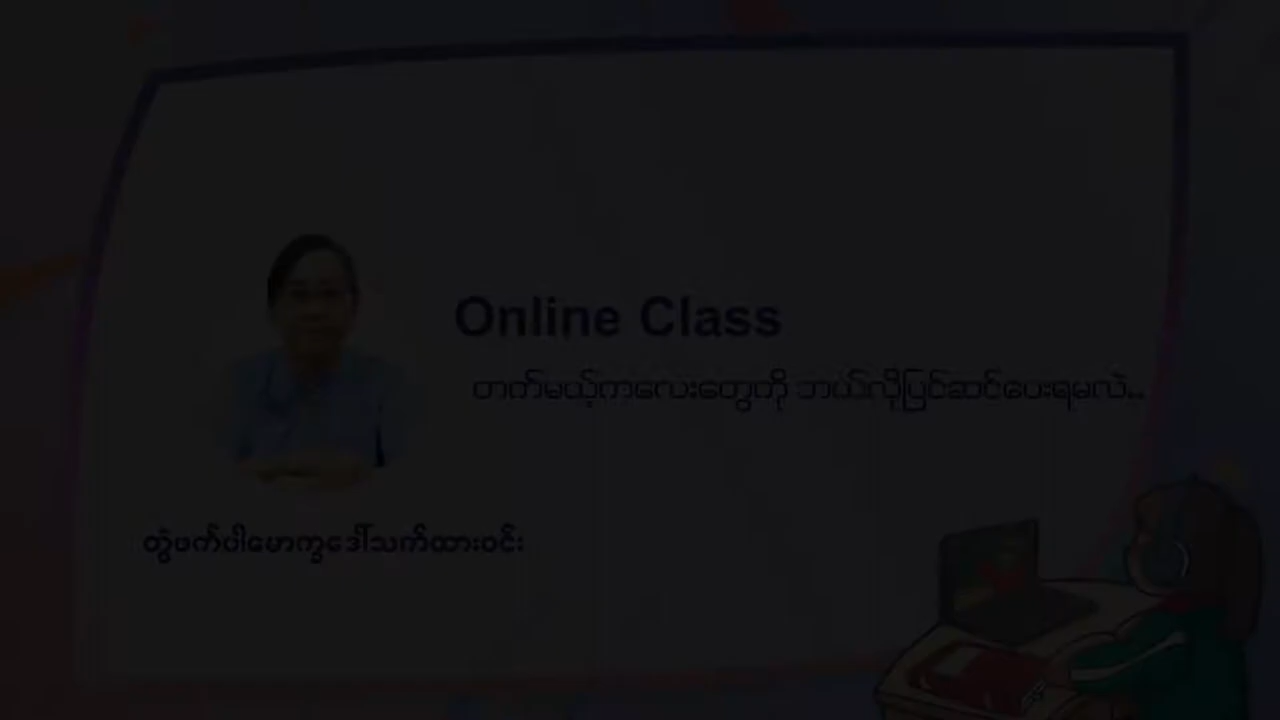 Online Class
တက်မယ့်ကလေးတွေကို ဘယ်လိုပြင်ဆင်ပေးရမလဲ..
တွဲဖက်ပါမောက္ခဒေါ်သက်ထားဝင်း